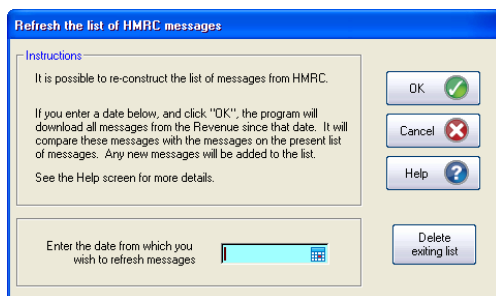 Refresh the list of HMRC messages
Instructions
It is possible to re-construct the list of messages from HMRC.
If you enter a date below, and click "OK", the program will
download all messages from the Revenue since that date. It will
compare these messages with the messages on the present list
of messages. Any new messages will be added to the list.
See the Help screen for more details.
OK
Cancel
Help
Enter the date from which you
wish to refresh messages
Delete
exiting list